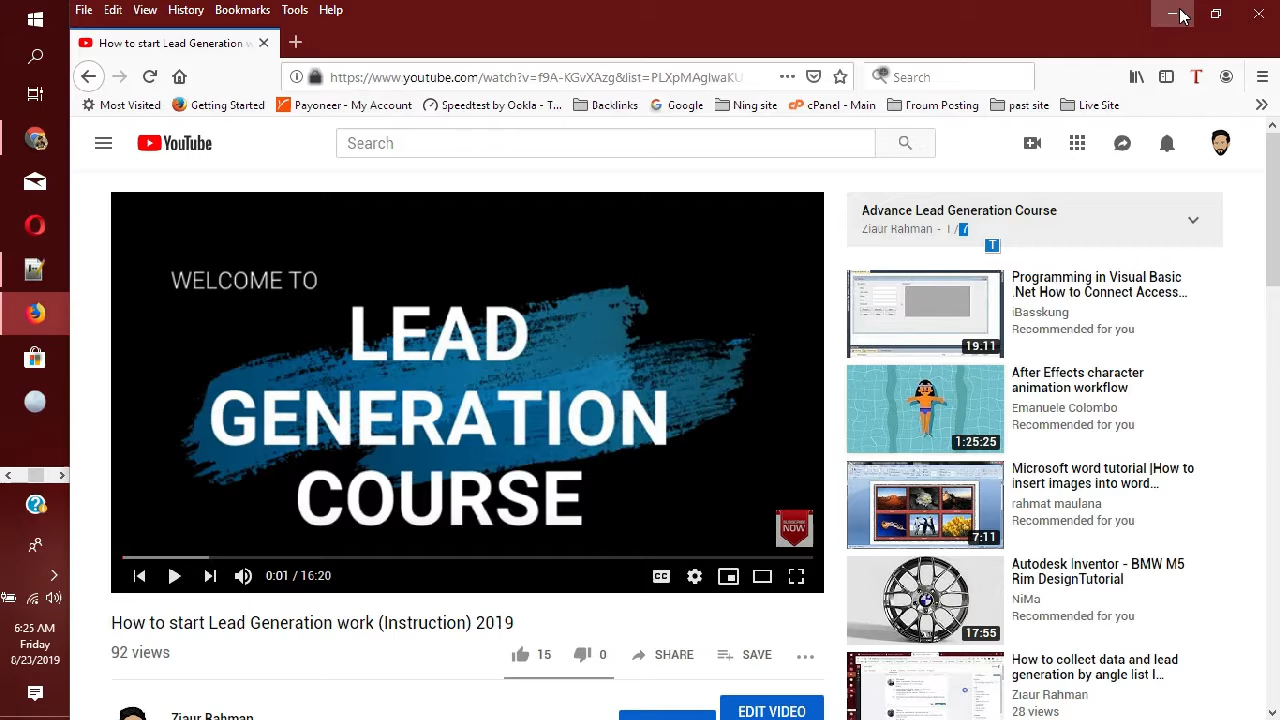 File Edit View History Bookmarks Tools Help
How to start Lead Generation w
https://www.youtube.com/watch?v=f9A-KGvXAzg&list=PLXpMAglwaKU
Search
Most Visited Getting Started Payoneer - My Account Speedtest by Ookla - T... Backlinks Google Ning site cPanel - Main Froum Posting past site Live Site
YouTube
Search
WELCOME TO
LEAD
GENERATION
COURSE
SUBSCRIBE
NOW
0:01 / 16:20
CC
How to start Lead Generation work (Instruction) 2019
92 views
15 0 SHARE SAVE
EDIT VIDEO
Advance Lead Generation Course
Ziaur Rahman - 1/7
T
Programming in Visual Basic
.Net How to Connect Access...
iBasskung
Recommended for you
19:11
After Effects character
animation workflow
Emanuele Colombo
Recommended for you
1:25:25
How to
insert images into word...
rahmat maulana
Recommended for you
7:11
Autodesk Inventor - BMW M5
Rim DesignTutorial
NiMa
Recommended for you
17:55
How to collect data and lead
generation by angle list l...
Ziaur Rahman
28 views
6:25 AM
Friday
8/23/2019